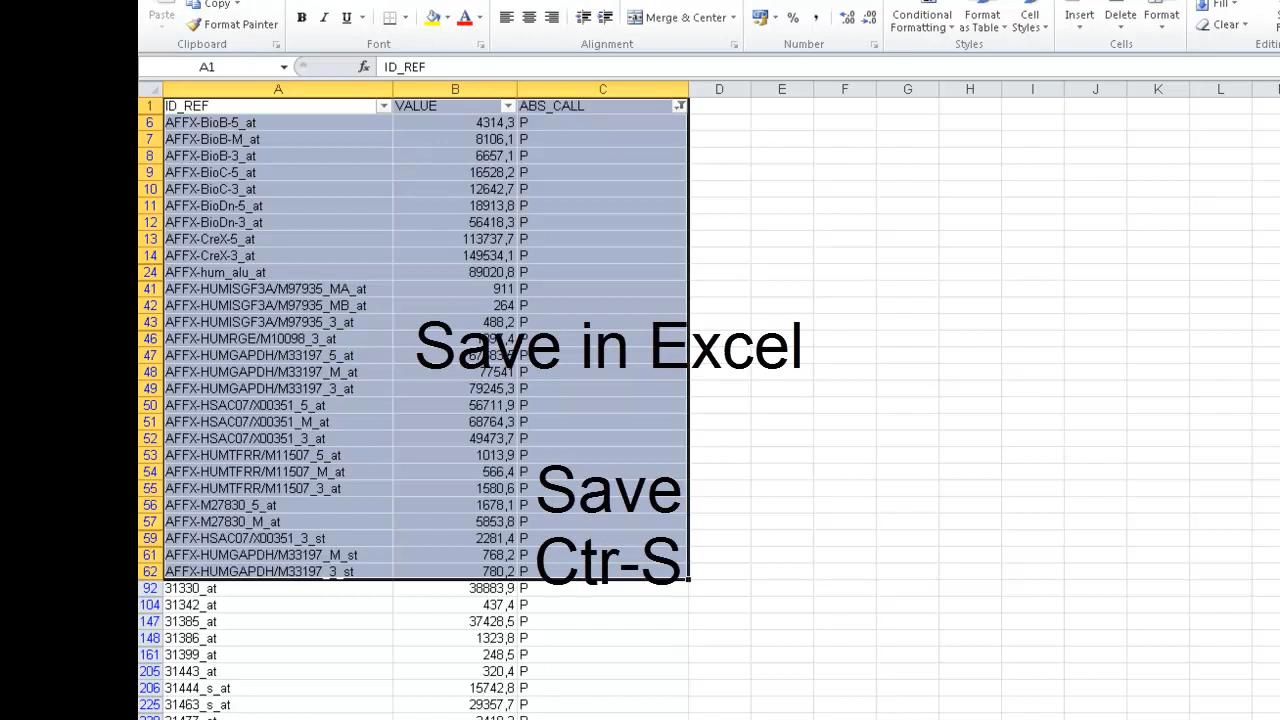 Paste Copy Fill
Format Painter B I U Merge & Center % , Conditional Formatting Format as Table Cell Styles Insert Delete Format Clear
Clipboard Font Alignment Number Styles Cells
A1 fx ID_REF
A B C D E F G H I J K L
1 ID_REF VALUE ABS_CALL
6 AFFX-BioB-5_at 4314,3 P
7 AFFX-BioB-M_at 8106,1 P
8 AFFX-BioB-3_at 6657,1 P
9 AFFX-BioC-5_at 16528,2 P
10 AFFX-BioC-3_at 12642,7 P
11 AFFX-BioDn-5_at 18913,8 P
12 AFFX-BioDn-3_at 56418,3 P
13 AFFX-CreX-5_at 113737,7 P
14 AFFX-CreX-3_at 149534,1 P
24 AFFX-hum_alu_at 89020,8 P
41 AFFX-HUMISGF3A/M97935_MA_at 911 P
42 AFFX-HUMISGF3A/M97935_MB_at 264 P
43 AFFX-HUMISGF3A/M97935_3_at 488,2 P
46 AFFX-HUMRGE/M10098_3_at P
Save in Excel
47 AFFX-HUMGAPDH/M33197_5_at P
48 AFFX-HUMGAPDH/M33197_M_at 77541 P
49 AFFX-HUMGAPDH/M33197_3_at 79245,3 P
50 AFFX-HSAC07/X00351_5_at 56711,9 P
51 AFFX-HSAC07/X00351_M_at 68764,3 P
52 AFFX-HSAC07/X00351_3_at 49473,7 P
53 AFFX-HUMTFRR/M11507_5_at 1013,9 P
54 AFFX-HUMTFRR/M11507_M_at 566,4 P
55 AFFX-HUMTFRR/M11507_3_at 1580,6 P
Save
56 AFFX-M27830_5_at 1678,1 P
57 AFFX-M27830_M_at 5853,8 P
59 AFFX-HSAC07/X00351_3_st 2281,4 P
61 AFFX-HUMGAPDH/M33197_M_st 768,2 P
Ctr-S
62 AFFX-HUMGAPDH/M33197_3_st 780,2 P
92 31330_at 38883,9 P
104 31342_at 437,4 P
147 31385_at 37428,5 P
148 31386_at 1323,8 P
161 31399_at 248,5 P
205 31443_at 320,4 P
206 31444_s_at 15742,8 P
225 31463_s_at 29357,7 P